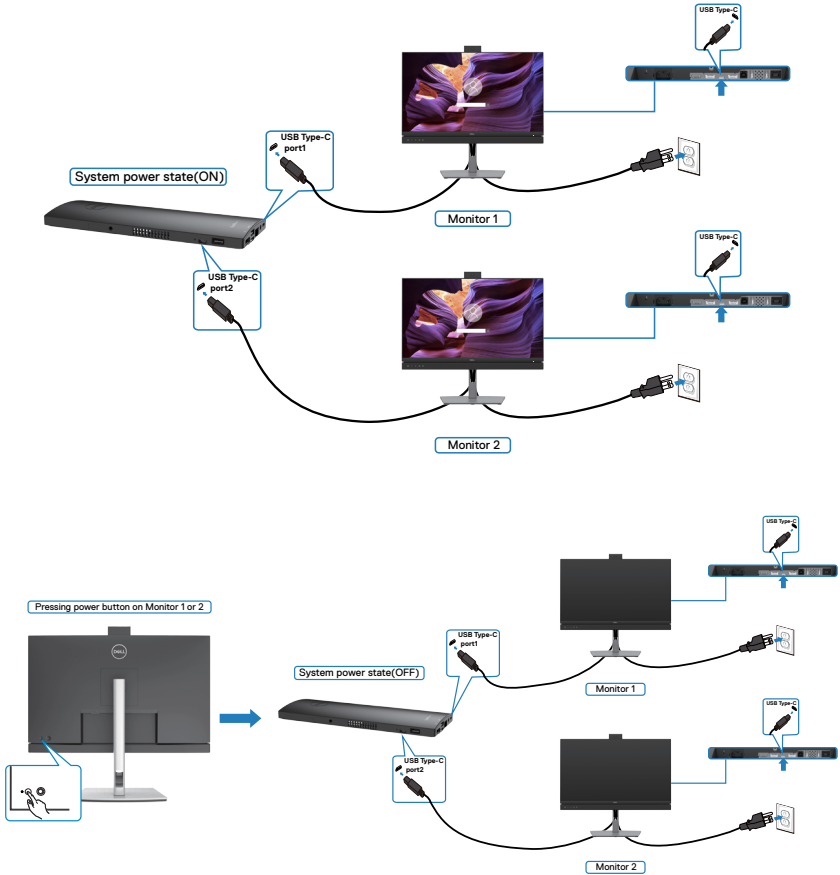 USB Type-C
USB Type-C
port1
System power state(ON)
Monitor 1
USB Type-C
USB Type-C
port2
Monitor 2
USB Type-C
Pressing power button on Monitor 1 or 2
USB Type-C
port1
DELL
System power state(OFF)
Monitor 1
USB Type-C
USB Type-C
port2
Monitor 2